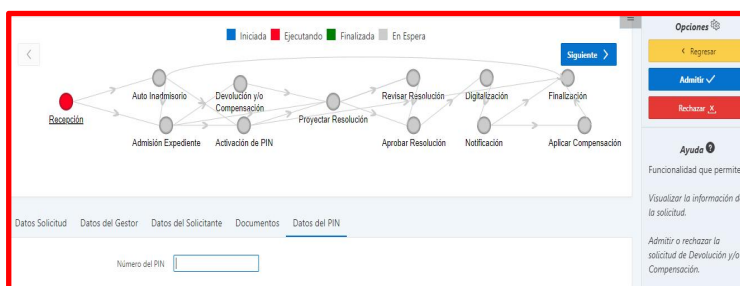 Iniciada Ejecutando Finalizada En Espera
Siguiente
Auto Inadmisorio
Devolución y/o
Compensación
Revisar Resolución
Digitalización
Finalización
Recepción
Proyectar Resolución
Admisión Expediente
Activación de PIN
Aprobar Resolución
Notificación
Aplicar Compensación
Datos Solicitud Datos del Gestor Datos del Solicitante Documentos Datos del PIN
Número del PIN
Opciones
Regresar
Admitir
Rechazar
Ayuda
Funcionalidad que permite
Visualizar la información de
la solicitud.
Admitir o rechazar la
solicitud de Devolución y/o
Compensación.